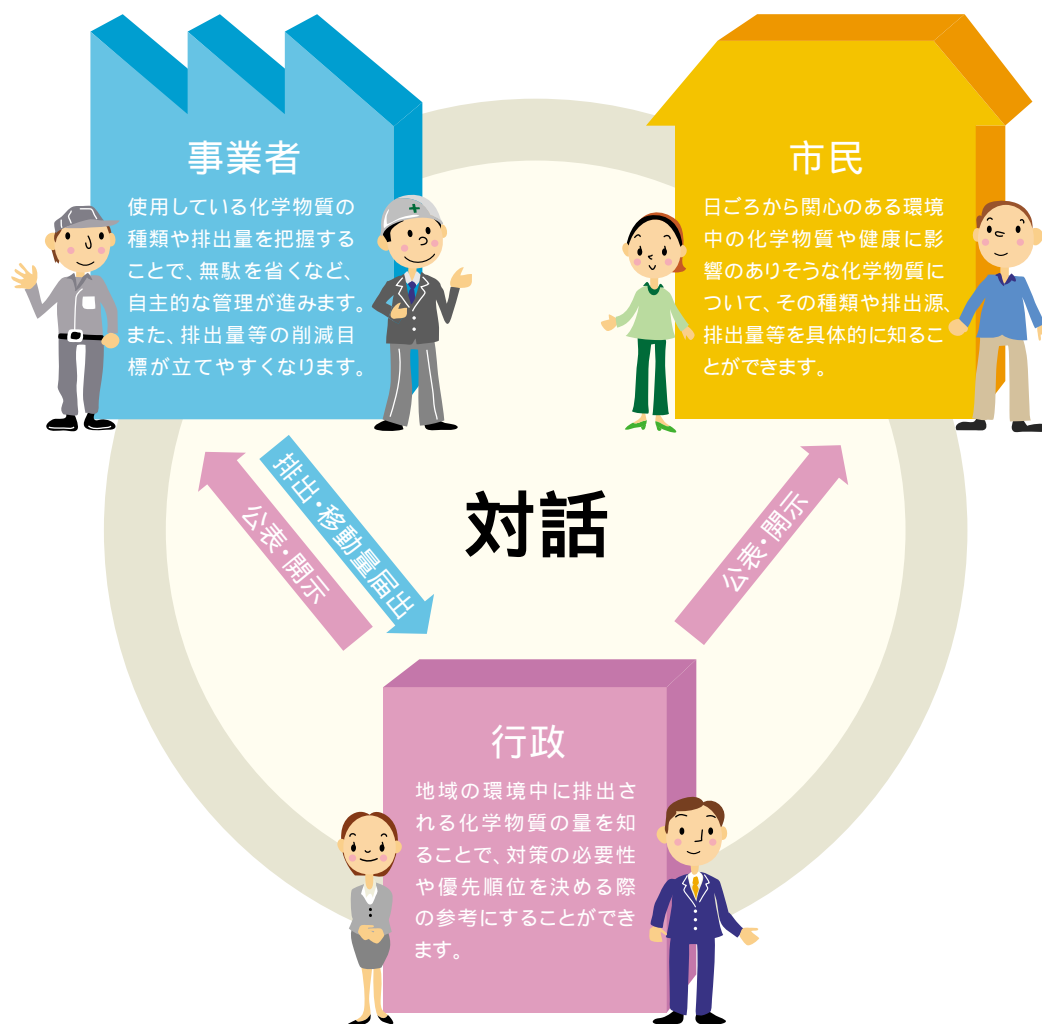 事業者
使用している化学物質の
種類や排出量を把握する
ことで、無駄を省くなど、
自主的な管理が進みます。
また、排出量等の削減目
標が立てやすくなります。
市民
日ごろから関心のある環境
中の化学物質や健康に影
響のありそうな化学物質に
ついて、その種類や排出源、
排出量等を具体的に知るこ
とができます。
排出・移動量届出
公表・開示
対話
公表・開示
行政
地域の環境中に排出さ
れる化学物質の量を知
ることで、対策の必要性
や優先順位を決める際
の参考にすることができ
ます。